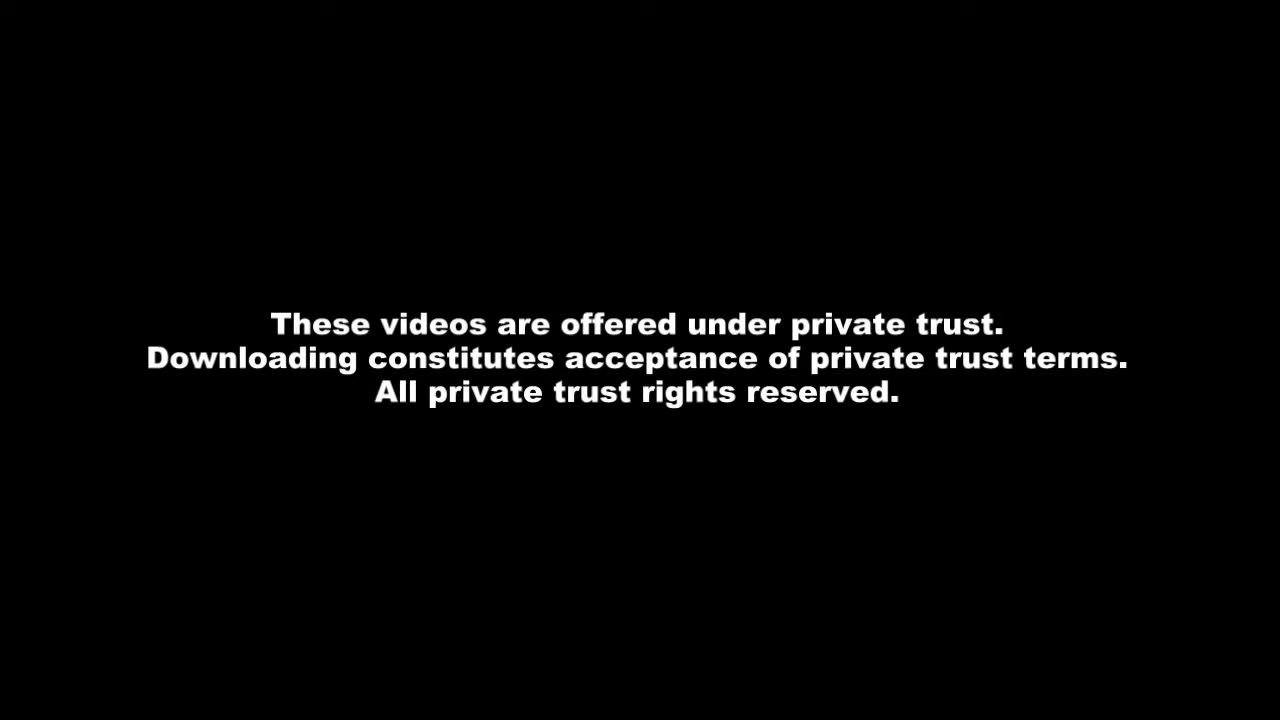 These videos are offered under private trust.
Downloading constitutes acceptance of private trust terms.
All private trust rights reserved.